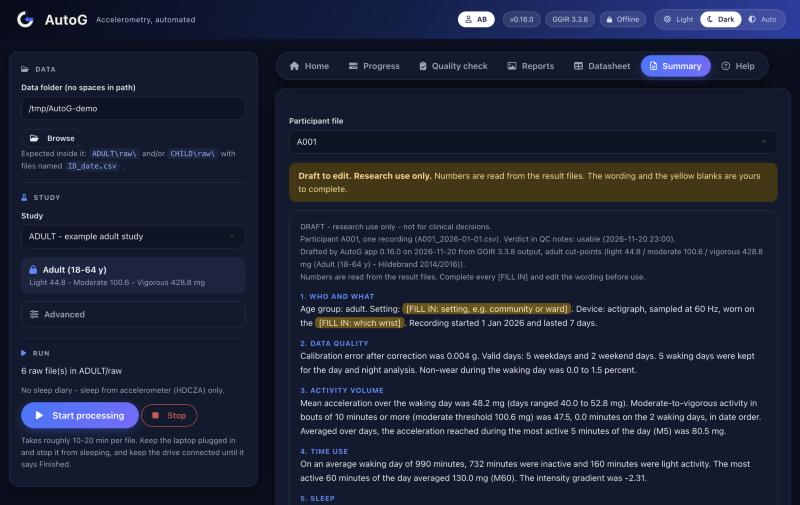 AutoG
Accelerometry, automated
AB
v0.16.0
GGIR 3.3.8
Offline
Light
Dark
Auto
DATA
Data folder (no spaces in path)
/tmp/AutoG-demo
Browse
Expected inside it: ADULT\raw\ and/or CHILD\raw\ with
files named ID_date.csv .
STUDY
Study
ADULT - example adult study
Adult (18-64 y)
Light 44.8 - Moderate 100.6 - Vigorous 428.8 mg
Advanced
RUN
6 raw file(s) in ADULT/raw
No sleep diary - sleep from accelerometer (HDCZA) only.
Start processing
Stop
Takes roughly 10-20 min per file. Keep the laptop plugged in
and stop it from sleeping, and keep the drive connected until it
says Finished.
Home
Progress
Quality check
Reports
Datasheet
Summary
Help
Participant file
A001
Draft to edit. Research use only. Numbers are read from the result files. The wording and the yellow blanks are yours
to complete.
DRAFT - research use only - not for clinical decisions.
Participant A001, one recording (A001_2026-01-01.csv). Verdict in QC notes: usable (2026-11-20 23:00).
Drafted by AutoG app 0.16.0 on 2026-11-20 from GGIR 3.3.8 output, adult cut-points (light 44.8 / moderate 100.6 / vigorous 428.8
mg (Adult (18-64 y) - Hildebrand 2014/2016)).
Numbers are read from the result files. Complete every [FILL IN] and edit the wording before use.
1. WHO AND WHAT
Age group: adult. Setting: [FILL IN: setting, e.g. community or ward]. Device: actigraph, sampled at 60 Hz, worn on
the [FILL IN: which wrist]. Recording started 1 Jan 2026 and lasted 7 days.
2. DATA QUALITY
Calibration error after correction was 0.004 g. Valid days: 5 weekdays and 2 weekend days. 5 waking days were kept
for the day and night analysis. Non-wear during the waking day was 0.0 to 1.5 percent.
3. ACTIVITY VOLUME
Mean acceleration over the waking day was 48.2 mg (days ranged 40.0 to 52.8 mg). Moderate-to-vigorous activity in
bouts of 10 minutes or more (moderate threshold 100.6 mg) was 47.5, 0.0 minutes on the 2 waking days, in date order.
Averaged over days, the acceleration reached during the most active 5 minutes of the day (M5) was 80.5 mg.
4. TIME USE
On an average waking day of 990 minutes, 732 minutes were inactive and 160 minutes were light activity. The most
active 60 minutes of the day averaged 130.0 mg (M60). The intensity gradient was -2.31.
5. SLEEP